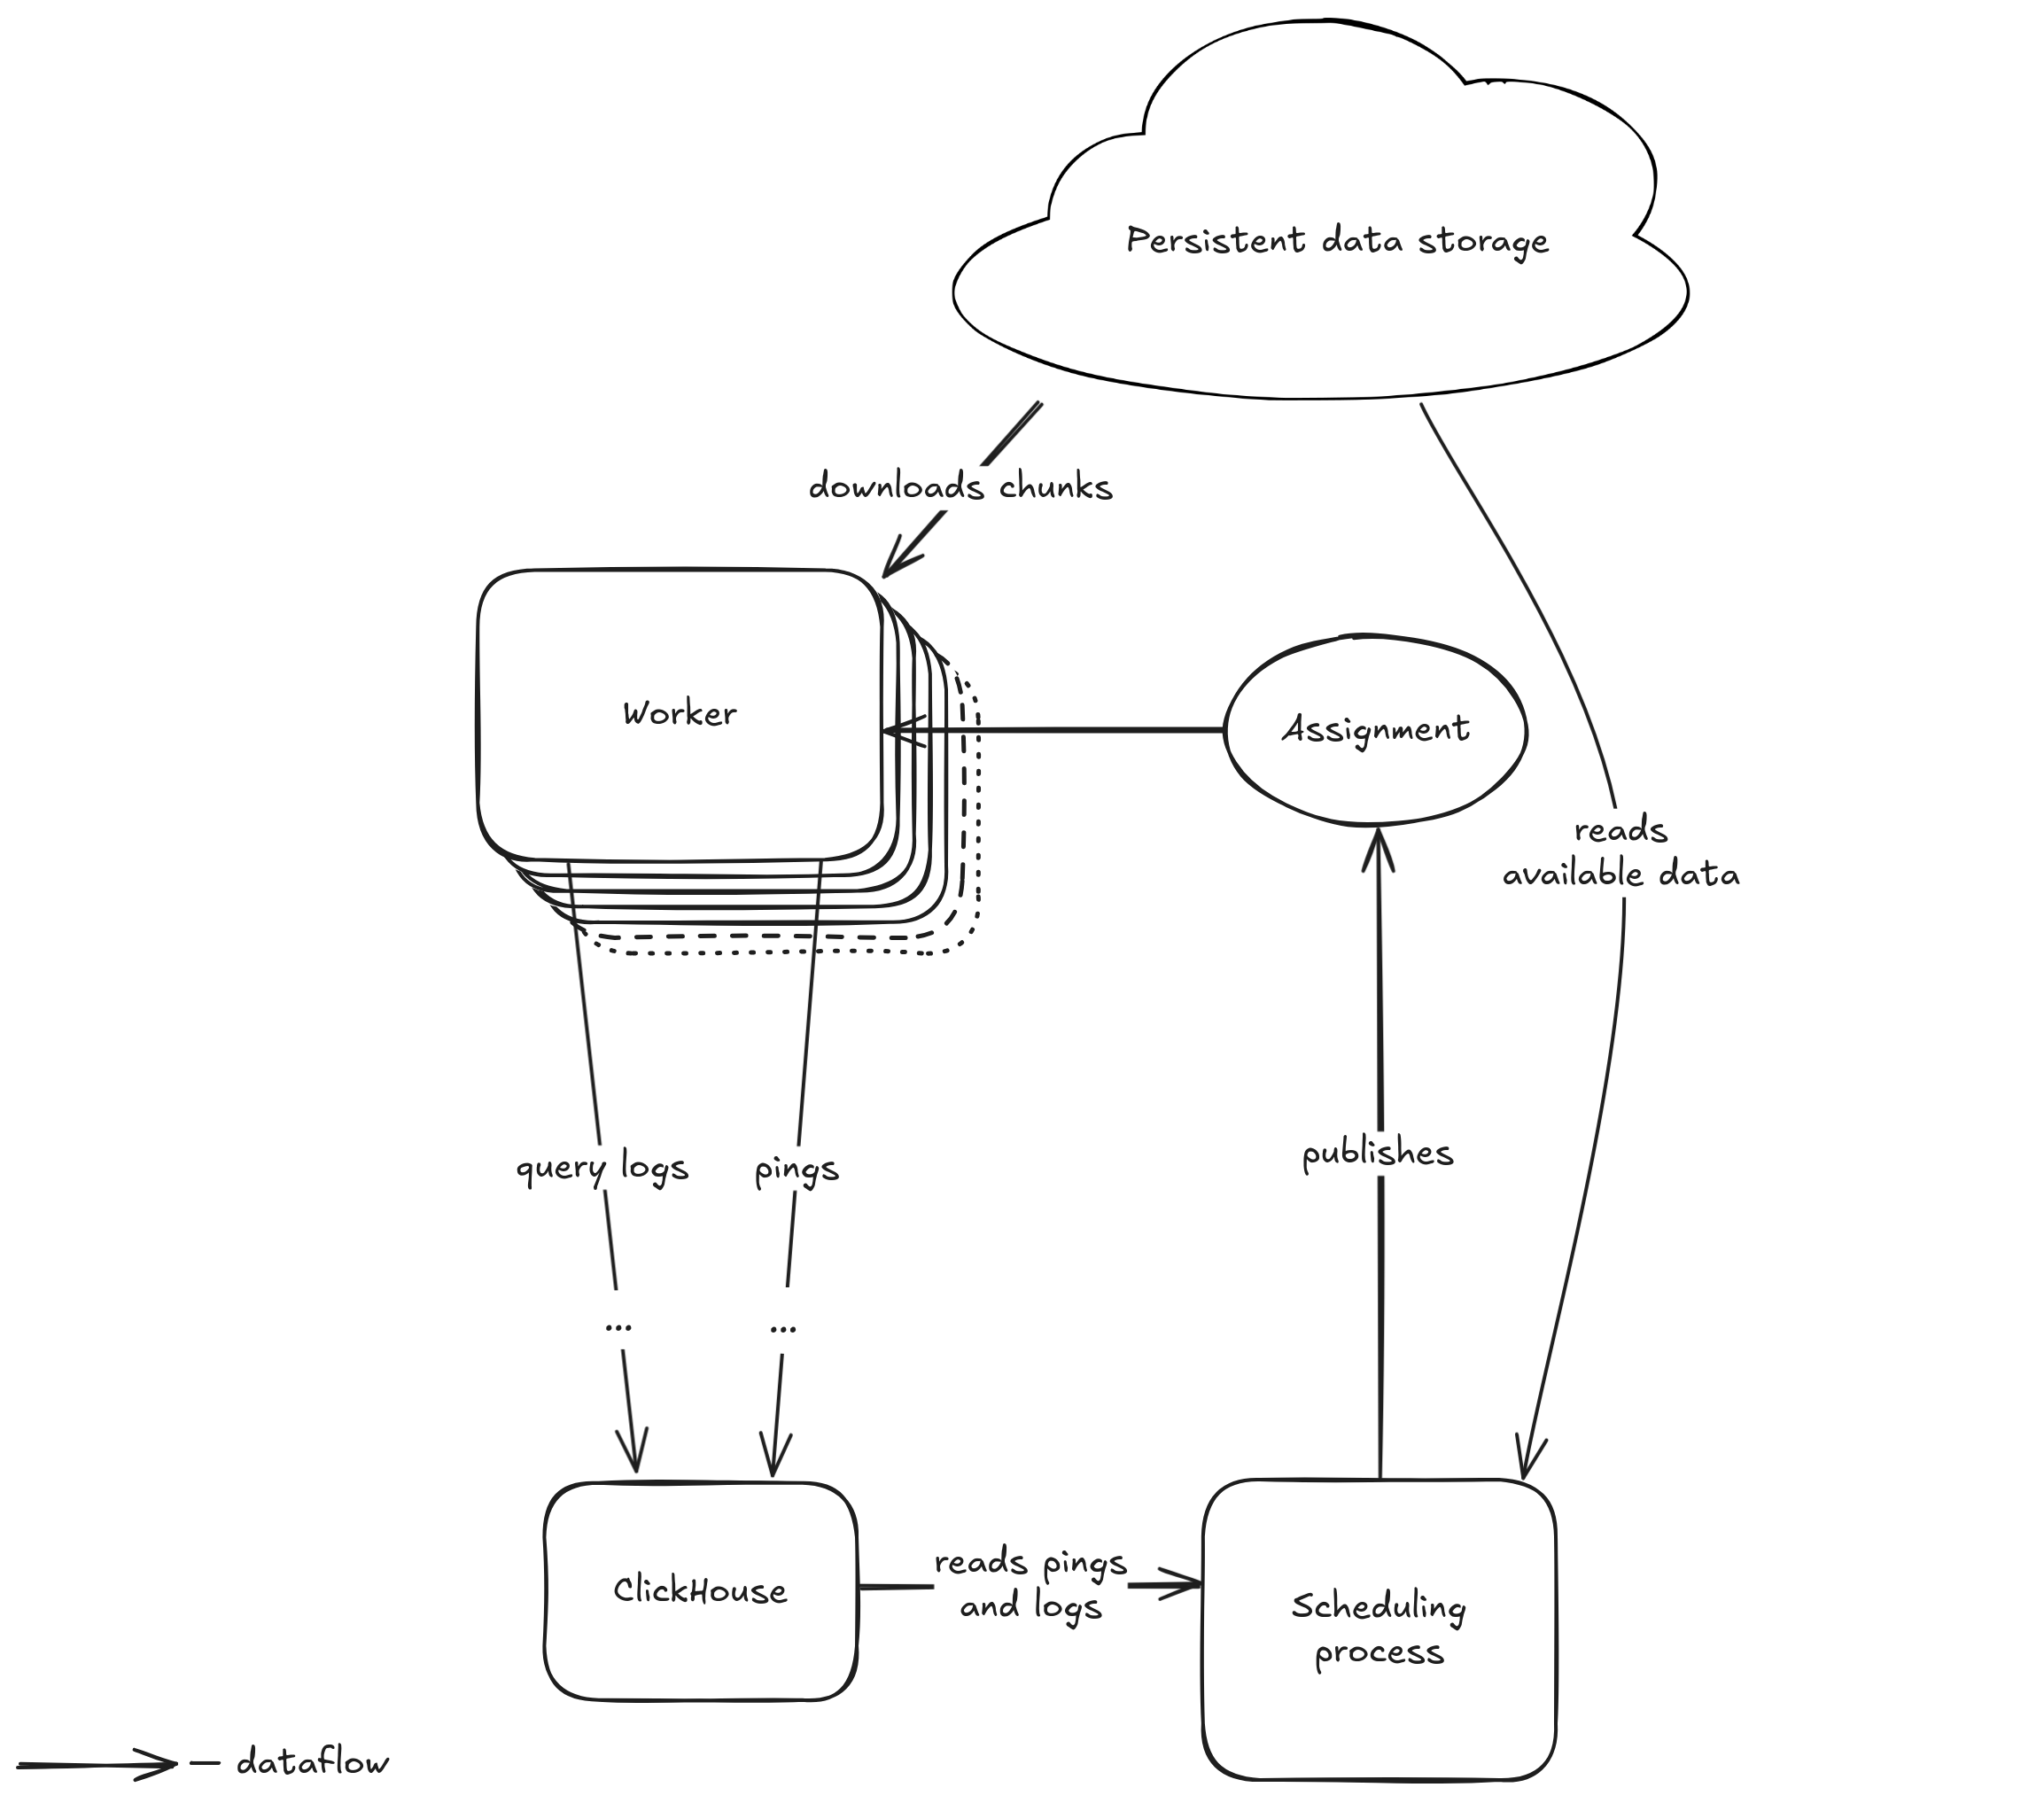 Persistent data storage
downloads chunks
Worker
Assignment
reads
available data
publishes
query logs
pings
...
...
ClickHouse
reads pings
and logs
Scheduling
process
— dataflow